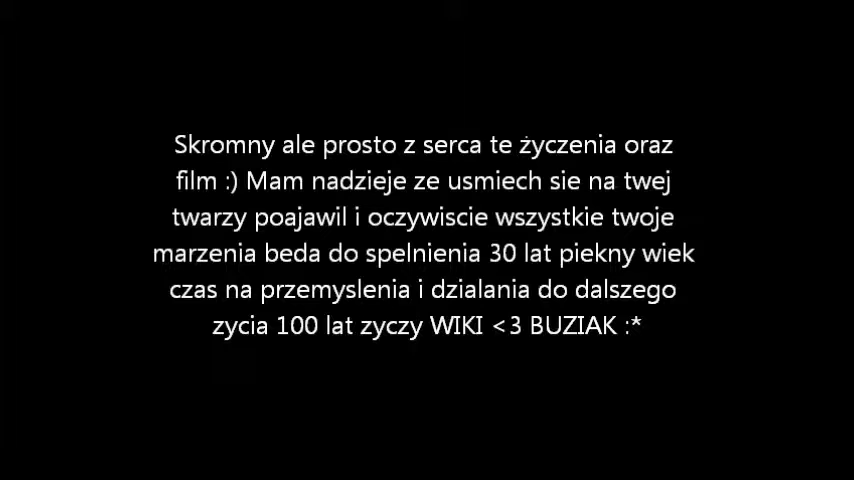 Skromny ale prosto z serca te życzenia oraz
film :) Mam nadzieje ze usmiech sie na twej
twarzy poajawil i oczywiscie wszystkie twoje
marzenia beda do spelnienia 30 lat piekny wiek
czas na przemyslenia i dzialania do dalszego
zycia 100 lat zyczy WIKI <3 BUZIAK :*